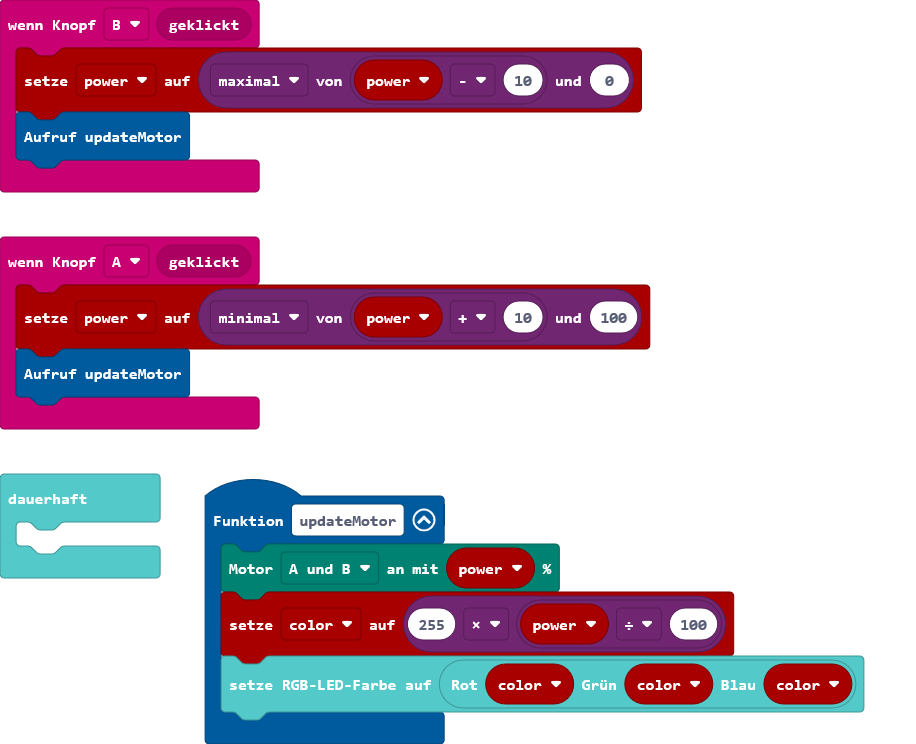 wenn Knopf B geklickt
setze power auf maximal von power - 10 und 0
Aufruf updateMotor
wenn Knopf A geklickt
setze power auf minimal von power + 10 und 100
Aufruf updateMotor
dauerhaft
Funktion updateMotor
Motor A und B an mit power %
setze color auf 255 × power ÷ 100
setze RGB-LED-Farbe auf Rot color Grün color Blau color